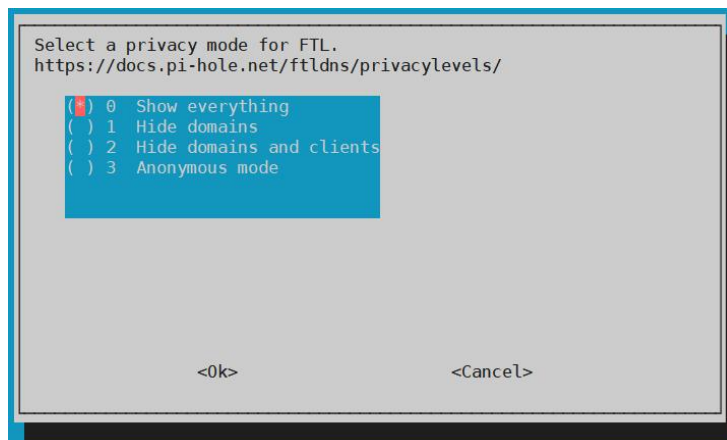 Select a privacy mode for FTL.
https://docs.pi-hole.net/ftldns/privacylevels/
(*) 0 Show everything
( ) 1 Hide domains
( ) 2 Hide domains and clients
( ) 3 Anonymous mode
<Ok> <Cancel>